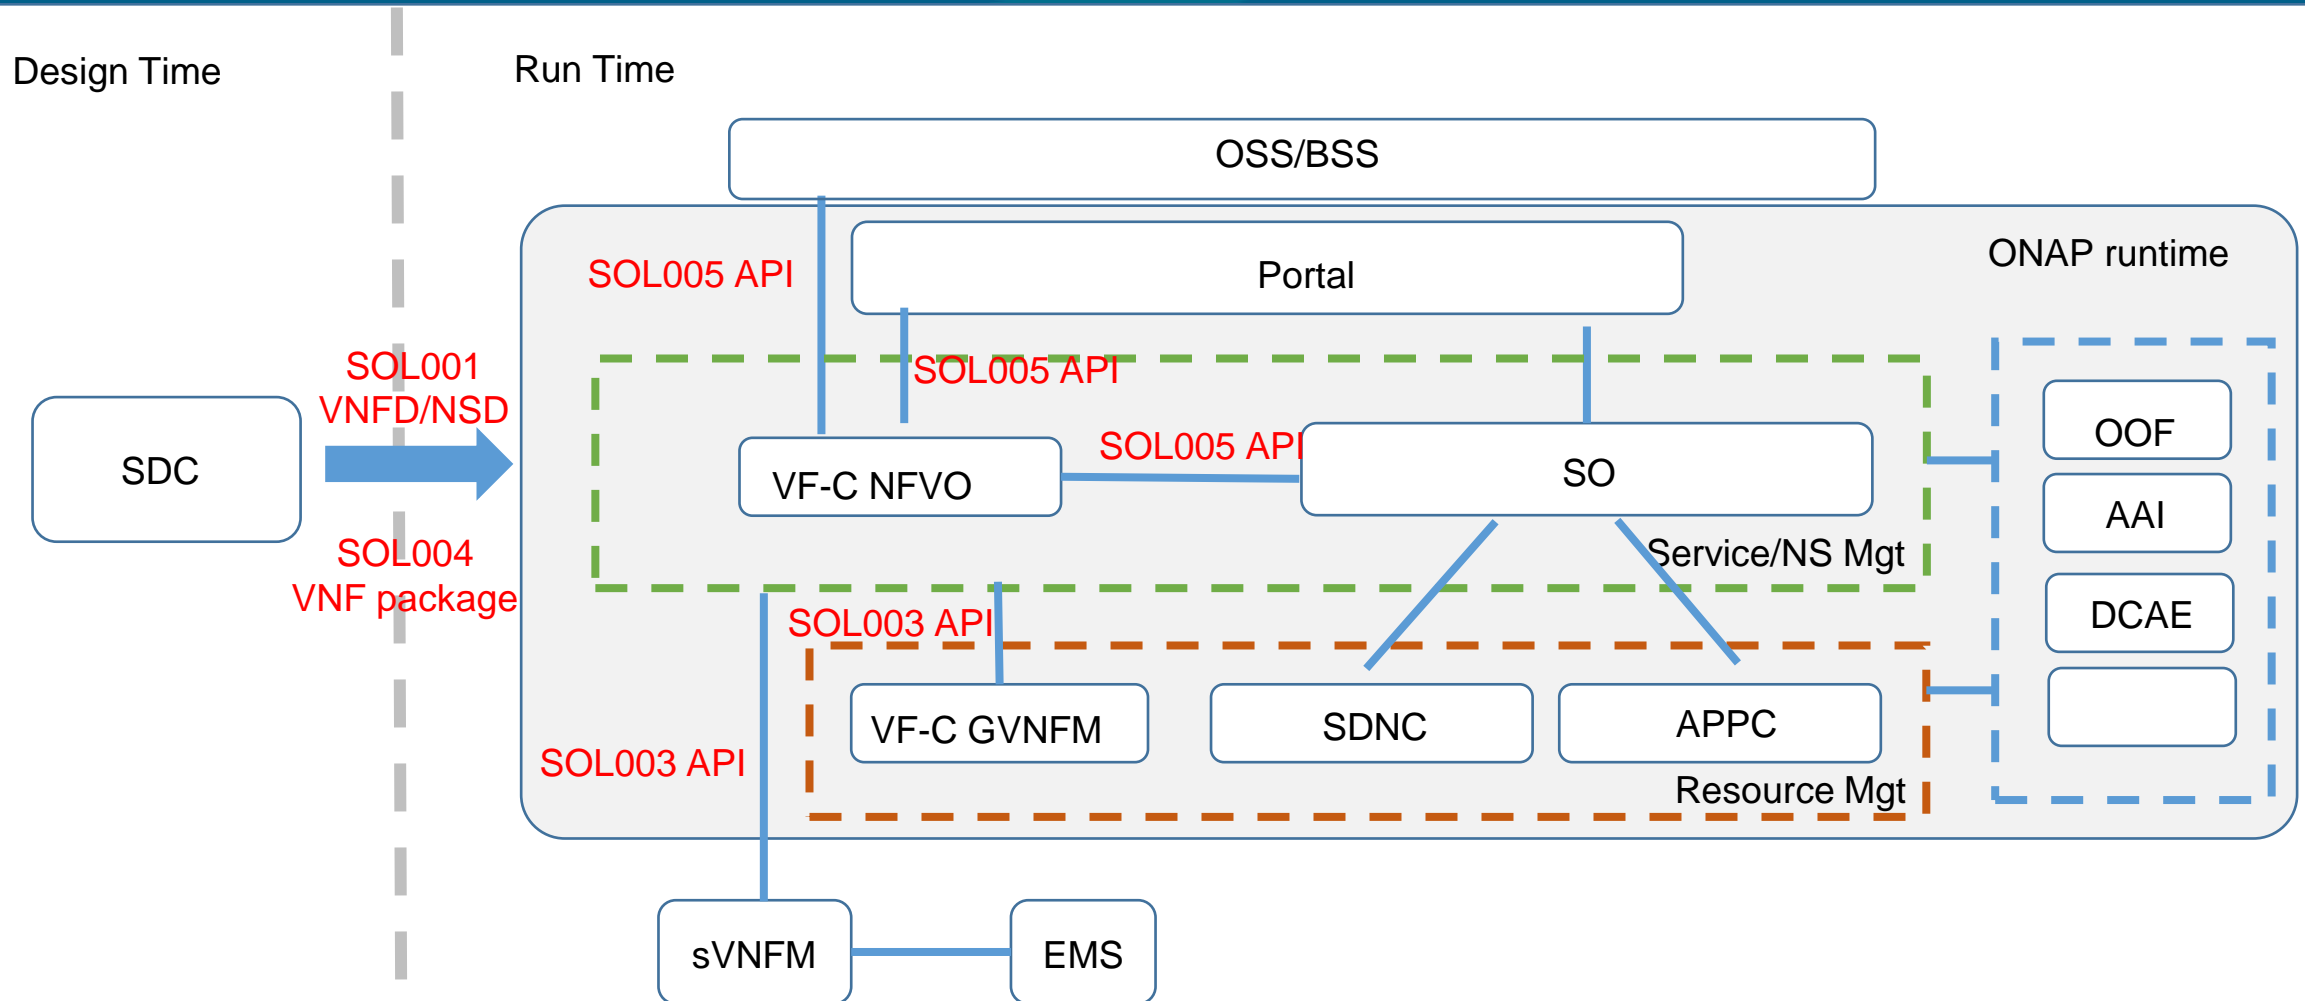 Design Time
Run Time
OSS/BSS
SOL005 API
Portal
ONAP runtime
SOL001
VNFD/NSD
SOL005 API
SDC
SOL005 API
VF-C NFVO
SO
OOF
AAI
SOL004
VNF package
Service/NS Mgt
DCAE
SOL003 API
VF-C GVNFM
SDNC
APPC
SOL003 API
Resource Mgt
sVNFM
EMS